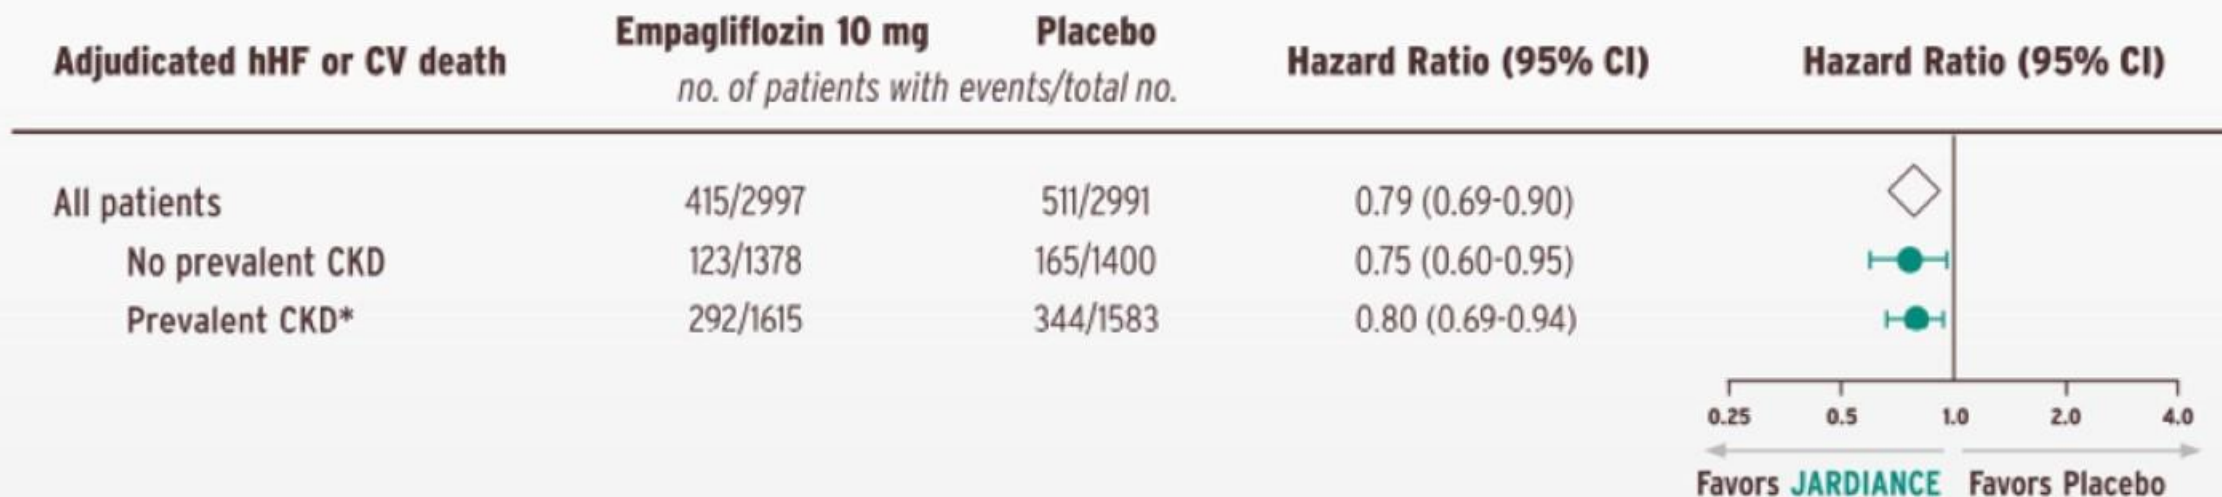 Adjudicated hHF or CV death Empagliflozin 10 mg Placebo Hazard Ratio (95% CI) Hazard Ratio (95% CI)
no. of patients with events/total no.
All patients 415/2997 511/2991 0.79 (0.69-0.90)
No prevalent CKD 123/1378 165/1400 0.75 (0.60-0.95)
Prevalent CKD* 292/1615 344/1583 0.80 (0.69-0.94)
0.25 0.5 1.0 2.0 4.0
Favors JARDIANCE Favors Placebo